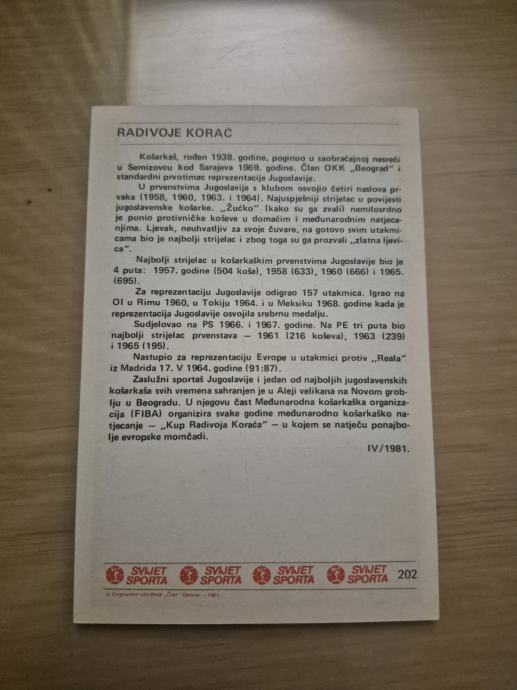 RADIVOJE KORAĆ
Košarkaš, rođen 1938. godine, poginuo u saobraćajnoj nesreći
u Semizovcu kod Sarajeva 1969. godine. Član OKK „Beograd" i
standardni prvotimac reprezentacije Jugoslavije.
U prvenstvima Jugoslavije s klubom osvojio četiri naslova pr-
vaka (1958, 1960, 1963. i 1964). Najuspješniji strijelac u povijesti
jugoslavenske košarke. „Žućko" (kako su ga zvali) nemilosrdno
je punio protivničke koševe u domaćim i međunarodnim natjeca-
njima. Ljevak, neuhvatljiv za svoje čuvare, na gotovo svim utakmi-
cama bio je najbolji strijelac i zbog toga su ga prozvali „zlatna ljevi-
ca".
Najbolji strijelac u košarkaškim prvenstvima Jugoslavije bio je
4 puta: 1957. godine (504 koša), 1958 (633), 1960 (666) i 1965.
(695).
Za reprezentaciju Jugoslavije odigrao 157 utakmica. Igrao na
OI u Rimu 1960, u Tokiju 1964. i u Meksiku 1968. godine kada je
reprezentacija Jugoslavije osvojila srebrnu medalju.
Sudjelovao na PS 1966. i 1967. godine. Na PE tri puta bio
najbolji strijelac prvenstava – 1961 (216 koševa), 1963 (239)
i 1965 (195).
Nastupio za reprezentaciju Evrope u utakmici protiv „Reala"
iz Madrida 17. V 1964. godine (91:87).
Zaslužni sportaš Jugoslavije i jedan od najboljih jugoslavenskih
košarkaša svih vremena sahranjen je u Aleji velikana na Novom grob-
lju u Beogradu. U njegovu čast Međunarodna košarkaška organiza-
cija (FIBA) organizira svake godine međunarodno košarkaško na-
tjecanje – „Kup Radivoja Koraća" – u kojem se natječu ponajbo-
lje evropske momčadi.
IV/1981.
SVIJET SPORTA SVIJET SPORTA SVIJET SPORTA SVIJET SPORTA 202